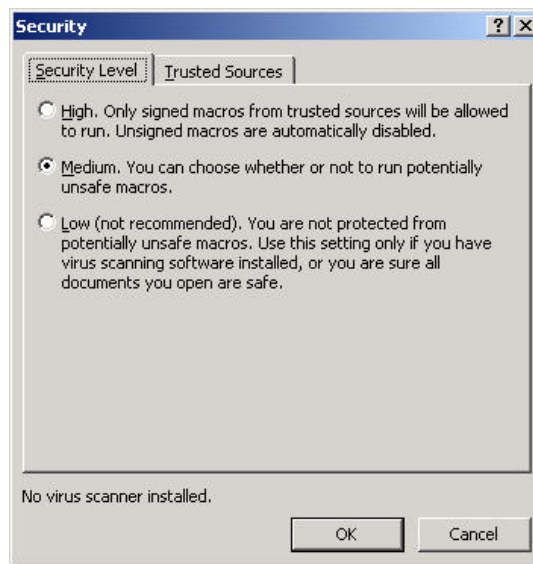 Security
Security Level Trusted Sources
High. Only signed macros from trusted sources will be allowed
to run. Unsigned macros are automatically disabled.
Medium. You can choose whether or not to run potentially
unsafe macros.
Low (not recommended). You are not protected from
potentially unsafe macros. Use this setting only if you have
virus scanning software installed, or you are sure all
documents you open are safe.
No virus scanner installed.
OK Cancel